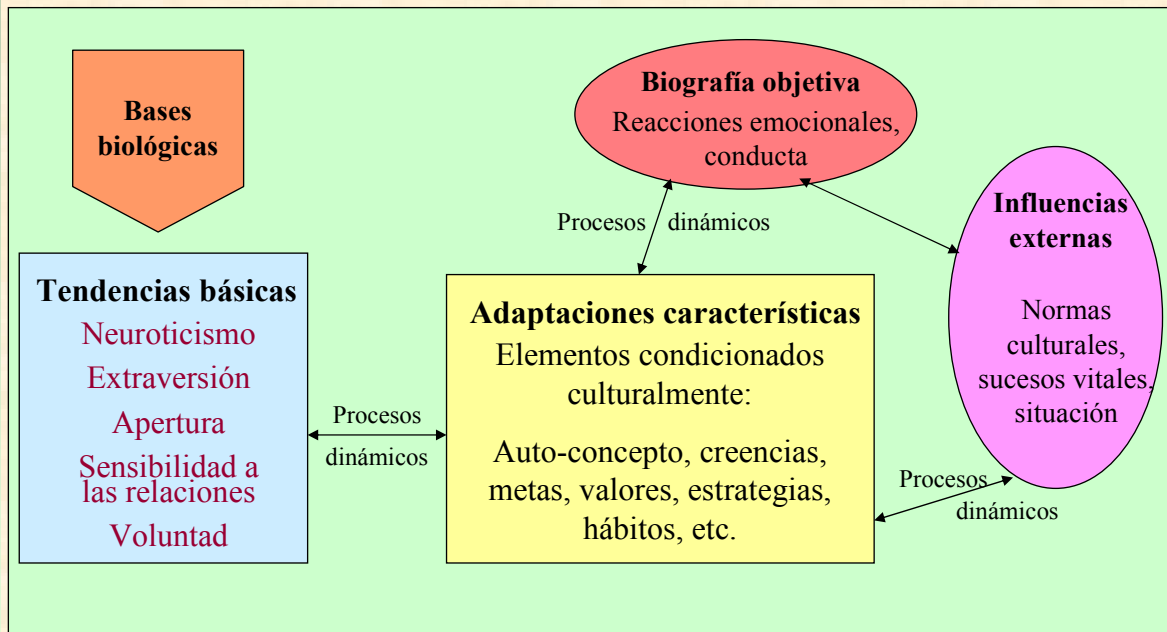 Bases
biológicas
Biografía objetiva
Reacciones emocionales,
conducta
Influencias
externas
Normas
culturales,
sucesos vitales,
situación
Procesos dinámicos
Tendencias básicas
Neuroticismo
Extraversión
Apertura
Sensibilidad a
las relaciones
Voluntad
Procesos
dinámicos
Adaptaciones características
Elementos condicionados
culturalmente:
Auto-concepto, creencias,
metas, valores, estrategias,
hábitos, etc.
Procesos
dinámicos